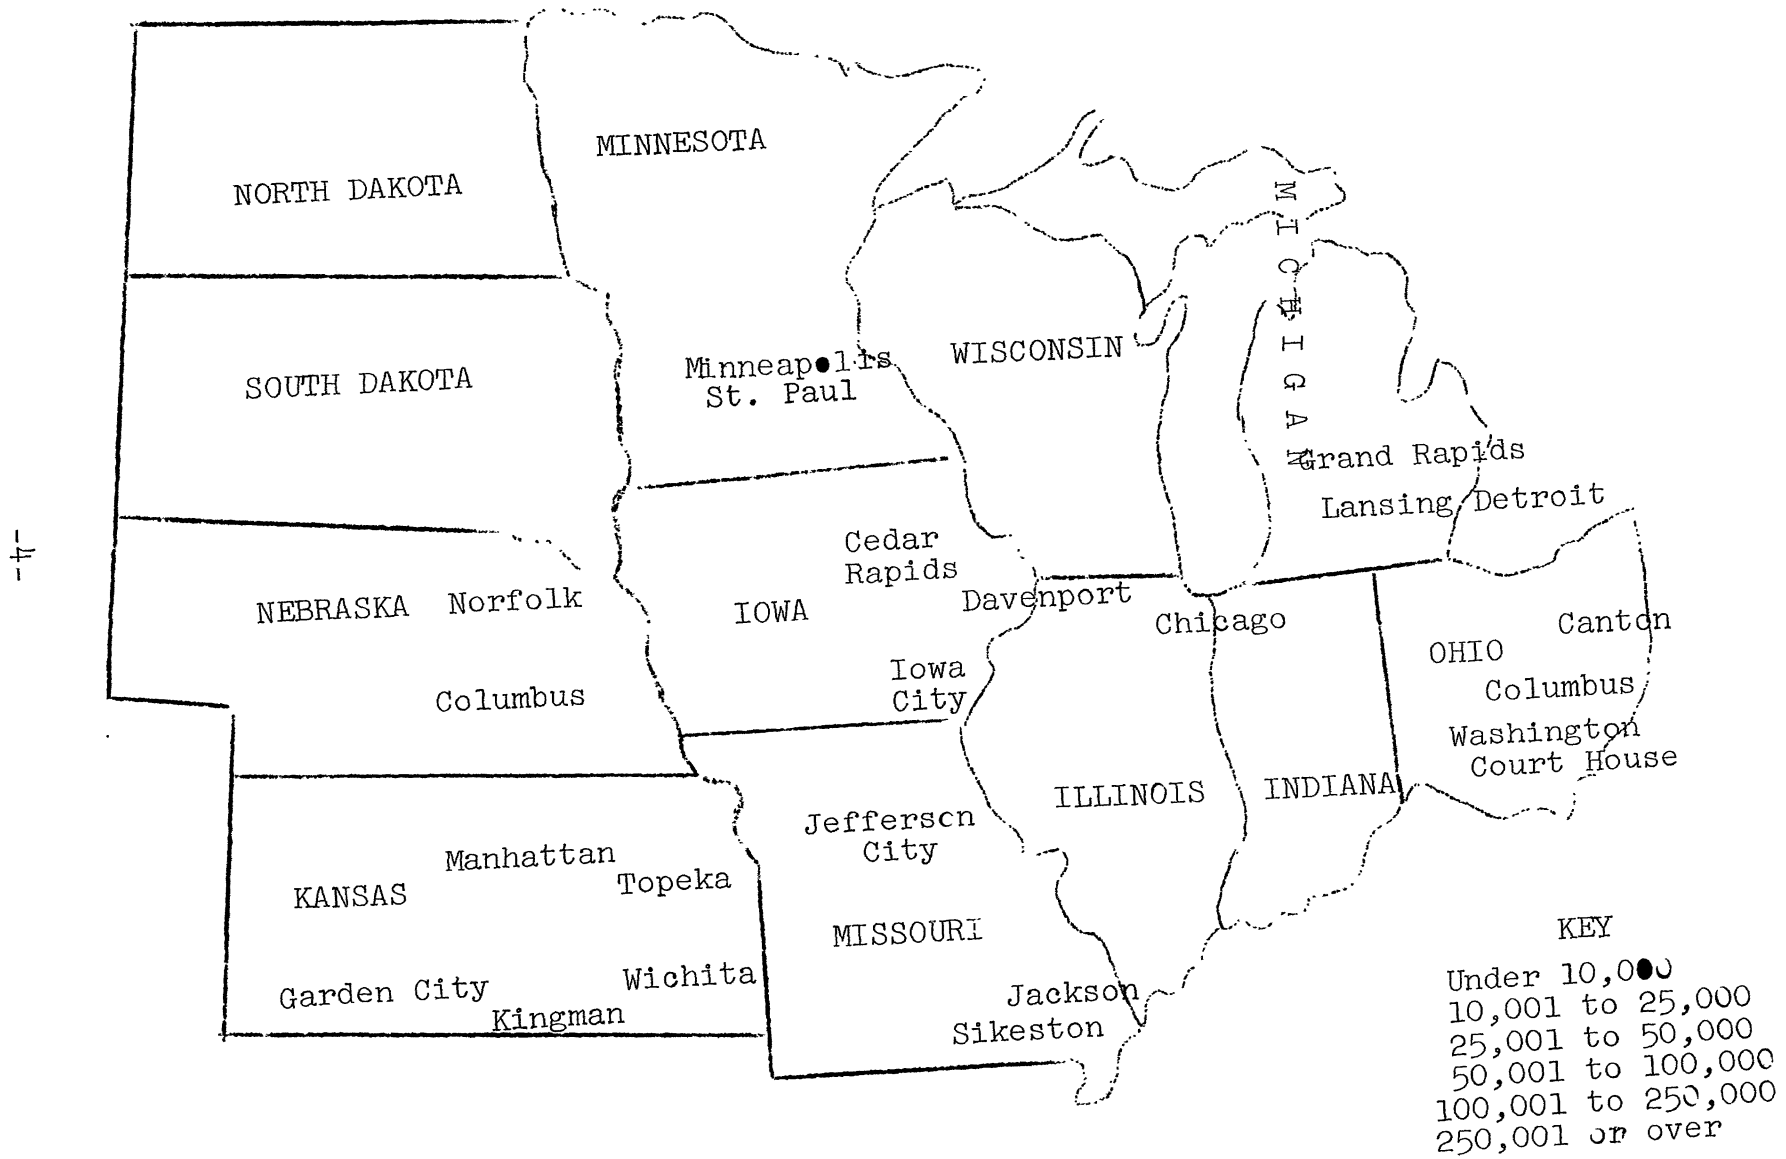 MINNESOTA
NORTH DAKOTA
MICHIGAN
SOUTH DAKOTA
Minneapolis
St. Paul
WISCONSIN
Grand Rapids
Lansing Detroit
-4-
Cedar
Rapids
NEBRASKA Norfolk
IOWA
Davenport
Chicago
Canton
OHIO
Iowa
City
Columbus
Columbus
Washington
Court House
ILLINOIS
INDIANA
Jefferson
City
Manhattan
Topeka
KANSAS
MISSOURI
Garden City
Wichita
Kingman
Jackson
Sikeston
KEY
Under 10,000
10,001 to 25,000
25,001 to 50,000
50,001 to 100,000
100,001 to 250,000
250,001 or over